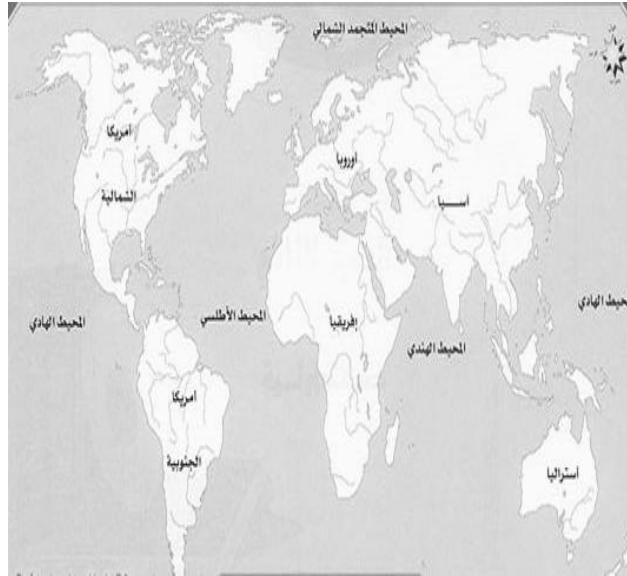 المحيط المتجمد الشمالي
أمريكا
الشمالية
أوروبا
آسيا
المحيط الهادي
المحيط الأطلسي
إفريقيا
المحيط الهندي
المحيط الهادي
أمريكا
الجنوبية
أستراليا